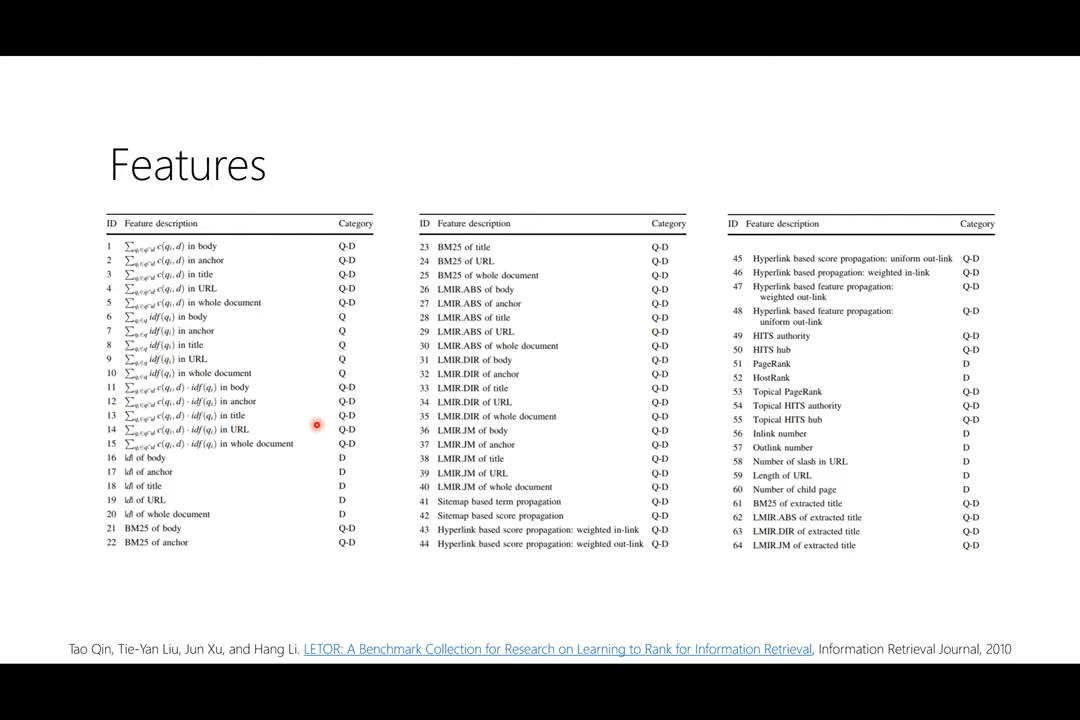 Features
ID Feature description Category
1 ∑qi∈q∩d c(qi,d) in body Q-D
2 ∑qi∈q∩d c(qi,d) in anchor Q-D
3 ∑qi∈q∩d c(qi,d) in title Q-D
4 ∑qi∈q∩d c(qi,d) in URL Q-D
5 ∑qi∈q∩d c(qi,d) in whole document Q-D
6 ∑qi∈q idf(qi) in body Q
7 ∑qi∈q idf(qi) in anchor Q
8 ∑qi∈q idf(qi) in title Q
9 ∑qi∈q idf(qi) in URL Q
10 ∑qi∈q idf(qi) in whole document Q
11 ∑qi∈q∩d c(qi,d) · idf(qi) in body Q-D
12 ∑qi∈q∩d c(qi,d) · idf(qi) in anchor Q-D
13 ∑qi∈q∩d c(qi,d) · idf(qi) in title Q-D
14 ∑qi∈q∩d c(qi,d) · idf(qi) in URL Q-D
15 ∑qi∈q∩d c(qi,d) · idf(qi) in whole document Q-D
16 |d| of body D
17 |d| of anchor D
18 |d| of title D
19 |d| of URL D
20 |d| of whole document D
21 BM25 of body Q-D
22 BM25 of anchor Q-D
ID Feature description Category
23 BM25 of title Q-D
24 BM25 of URL Q-D
25 BM25 of whole document Q-D
26 LMIR.ABS of body Q-D
27 LMIR.ABS of anchor Q-D
28 LMIR.ABS of title Q-D
29 LMIR.ABS of URL Q-D
30 LMIR.ABS of whole document Q-D
31 LMIR.DIR of body Q-D
32 LMIR.DIR of anchor Q-D
33 LMIR.DIR of title Q-D
34 LMIR.DIR of URL Q-D
35 LMIR.DIR of whole document Q-D
36 LMIR.JM of body Q-D
37 LMIR.JM of anchor Q-D
38 LMIR.JM of title Q-D
39 LMIR.JM of URL Q-D
40 LMIR.JM of whole document Q-D
41 Sitemap based term propagation Q-D
42 Sitemap based score propagation Q-D
43 Hyperlink based score propagation: weighted in-link Q-D
44 Hyperlink based score propagation: weighted out-link Q-D
ID Feature description Category
45 Hyperlink based score propagation: uniform out-link Q-D
46 Hyperlink based propagation: weighted in-link Q-D
47 Hyperlink based feature propagation: Q-D
weighted out-link
48 Hyperlink based feature propagation: Q-D
uniform out-link
49 HITS authority Q-D
50 HITS hub Q-D
51 PageRank D
52 HostRank D
53 Topical PageRank Q-D
54 Topical HITS authority Q-D
55 Topical HITS hub Q-D
56 Inlink number D
57 Outlink number D
58 Number of slash in URL D
59 Length of URL D
60 Number of child page D
61 BM25 of extracted title Q-D
62 LMIR.ABS of extracted title Q-D
63 LMIR.DIR of extracted title Q-D
64 LMIR.JM of extracted title Q-D
Tao Qin, Tie-Yan Liu, Jun Xu, and Hang Li. LETOR: A Benchmark Collection for Research on Learning to Rank for Information Retrieval, Information Retrieval Journal, 2010